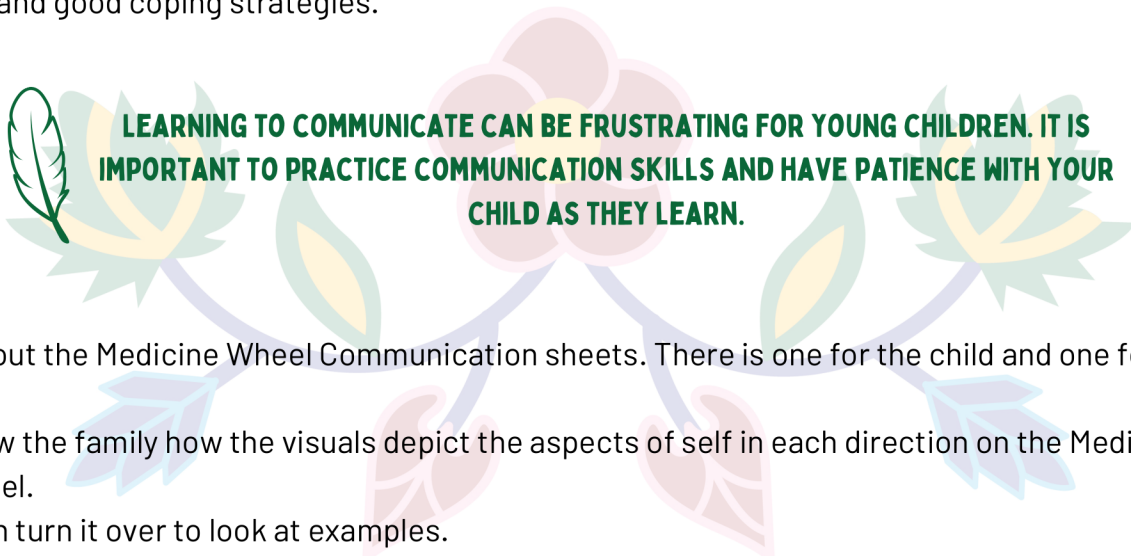 and good coping strategies.
LEARNING TO COMMUNICATE CAN BE FRUSTRATING FOR YOUNG CHILDREN. IT IS
IMPORTANT TO PRACTICE COMMUNICATION SKILLS AND HAVE PATIENCE WITH YOUR
CHILD AS THEY LEARN.
the Medicine Wheel Communication sheets. There is one for the child and one
the family how the visuals depict the aspects of self in each direction on the
turn it over to look at examples.